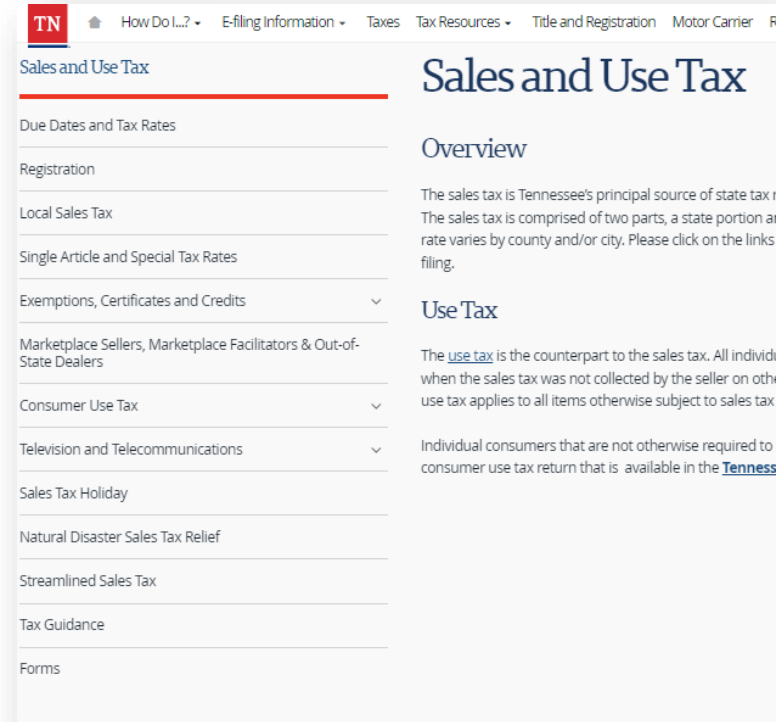 TN How Do I...? E-filing Information Taxes Tax Resources Title and Registration Motor Carrier
Sales and Use Tax
Due Dates and Tax Rates
Registration
Local Sales Tax
Single Article and Special Tax Rates
Exemptions, Certificates and Credits
Marketplace Sellers, Marketplace Facilitators & Out-of-
State Dealers
Consumer Use Tax
Television and Telecommunications
Sales Tax Holiday
Natural Disaster Sales Tax Relief
Streamlined Sales Tax
Tax Guidance
Forms
Sales and Use Tax
Overview
The sales tax is Tennessee's principal source of state tax
The sales tax is comprised of two parts, a state portion
rate varies by county and/or city. Please click on the links
filing.
Use Tax
The use tax is the counterpart to the sales tax. All
when the sales tax was not collected by the seller on
use tax applies to all items otherwise subject to sales tax
Individual consumers that are not otherwise required to
consumer use tax return that is available in the